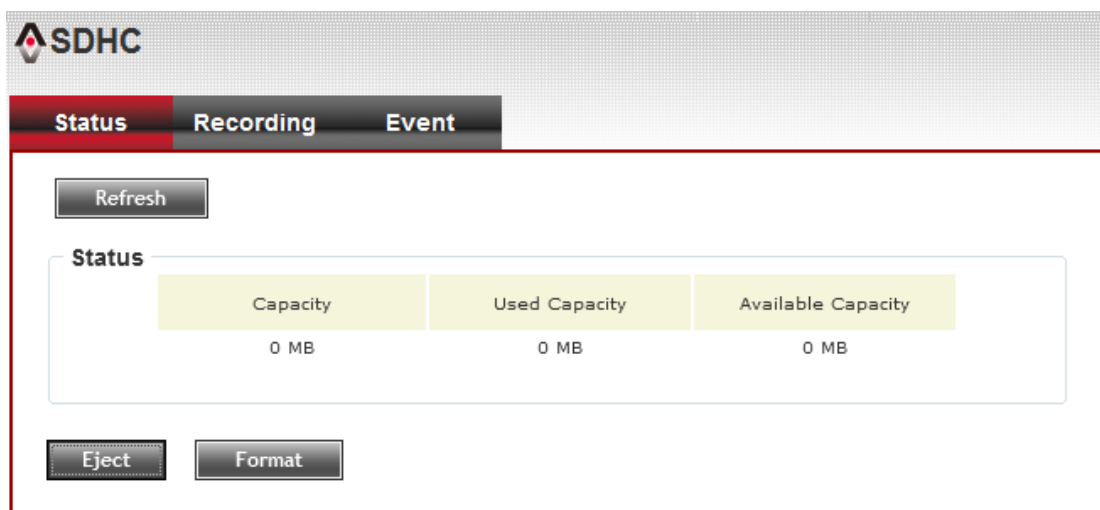 SDHC
Status Recording Event
Refresh
Status
Capacity Used Capacity Available Capacity
0 MB 0 MB 0 MB
Eject Format